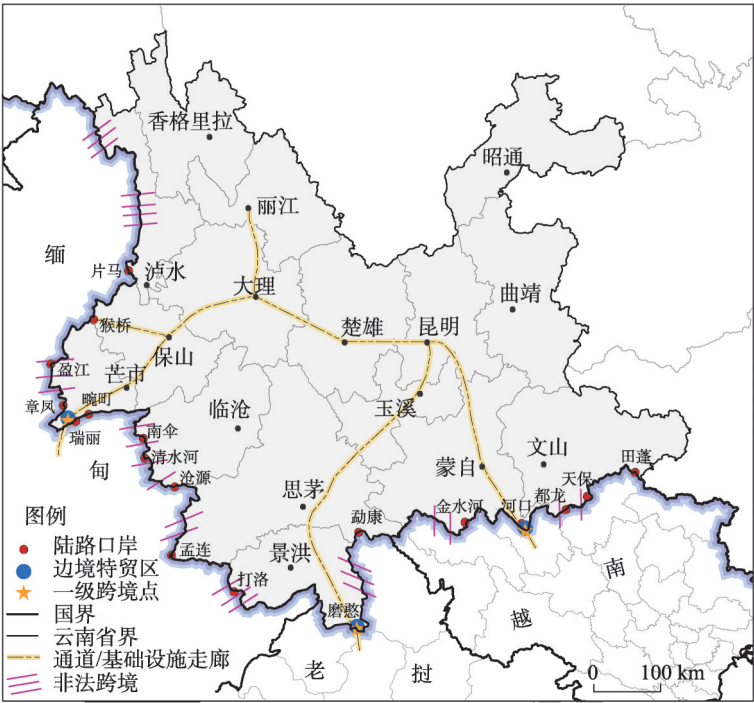 香格里拉
昭通
丽江
缅
片马
泸水
大理
曲靖
猴桥
楚雄
昆明
保山
盈江
芒市
章凤
畹町
临沧
玉溪
瑞丽
南伞
甸
清水河
蒙自
文山
田蓬
沧源
天保
思茅
金水河
河口
都龙
勐康
孟连
景洪
打洛
磨憨
南
越
老
挝
图例
陆路口岸
边境特贸区
一级跨境点
国界
云南省界
通道/基础设施走廊
非法跨境
0 100 km